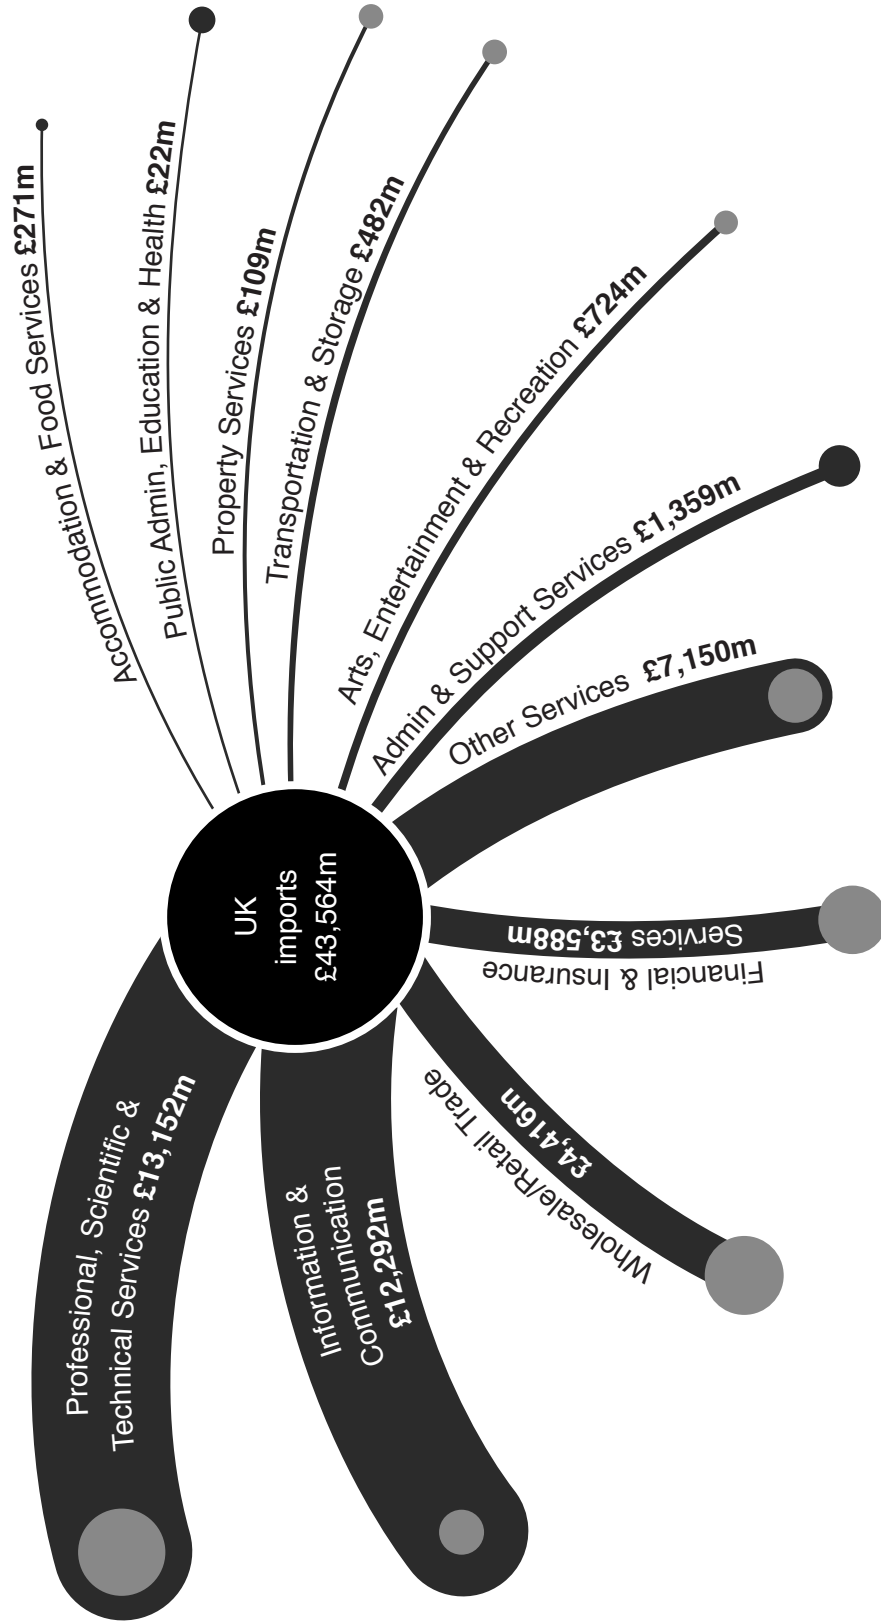 Accommodation & Food Services £271m
Public Admin, Education & Health £22m
Property Services £109m
Transportation & Storage £482m
Arts, Entertainment & Recreation £724m
Admin & Support Services £1,359m
Other Services £7,150m
Financial & Insurance
Services £3,588m
Wholesale/Retail Trade
£4,416m
Information &
Communication
£12,292m
Professional, Scientific &
Technical Services £13,152m
UK
imports
£43,564m